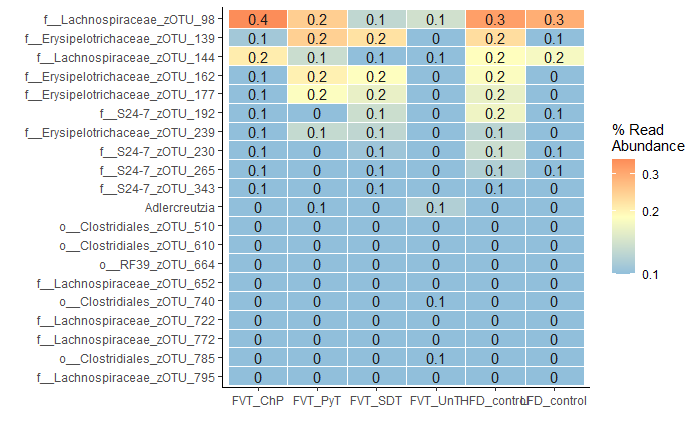 f__Lachnospiraceae_zOTU_98 0.4 0.2 0.1 0.1 0.3 0.3
f__Erysipelotrichaceae_zOTU_139 0.1 0.2 0.2 0 0.2 0.1
f__Lachnospiraceae_zOTU_144 0.2 0.1 0.1 0.1 0.2 0.2
f__Erysipelotrichaceae_zOTU_162 0.1 0.2 0.2 0 0.2 0
f__Erysipelotrichaceae_zOTU_177 0.1 0.2 0.2 0 0.2 0
f__S24-7_zOTU_192 0.1 0 0.1 0 0.2 0.1
f__Erysipelotrichaceae_zOTU_239 0.1 0.1 0.1 0 0.1 0
f__S24-7_zOTU_230 0.1 0 0.1 0 0.1 0.1
f__S24-7_zOTU_265 0.1 0 0.1 0 0.1 0.1
f__S24-7_zOTU_343 0.1 0 0.1 0 0.1 0
Adlercreutzia 0 0.1 0 0.1 0 0
o__Clostridiales_zOTU_510 0 0 0 0 0 0
o__Clostridiales_zOTU_610 0 0 0 0 0 0
o__RF39_zOTU_664 0 0 0 0 0 0
f__Lachnospiraceae_zOTU_652 0 0 0 0 0 0
o__Clostridiales_zOTU_740 0 0 0 0.1 0 0
f__Lachnospiraceae_zOTU_722 0 0 0 0 0 0
f__Lachnospiraceae_zOTU_772 0 0 0 0 0 0
o__Clostridiales_zOTU_785 0 0 0 0.1 0 0
f__Lachnospiraceae_zOTU_795 0 0 0 0 0 0
FVT_ChP FVT_PyT FVT_SDT FVT_UnT HFD_control LFD_control
% Read
Abundance
0.3
0.2
0.1